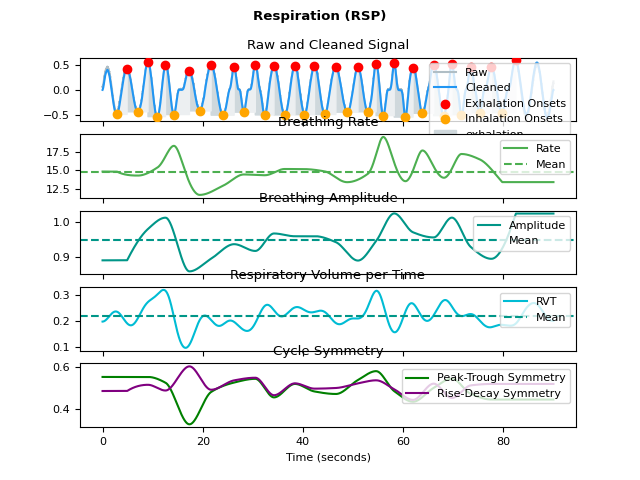 Respiration (RSP)
Raw and Cleaned Signal
0.5
0.0
−0.5
Raw
Cleaned
Exhalation Onsets
Inhalation Onsets
exhalation
Breathing Rate
17.5
15.0
12.5
Rate
Mean
Breathing Amplitude
1.0
0.9
Amplitude
Mean
Respiratory Volume per Time
0.3
0.2
0.1
RVT
Mean
Cycle Symmetry
0.6
0.4
Peak-Trough Symmetry
Rise-Decay Symmetry
0 20 40 60 80
Time (seconds)